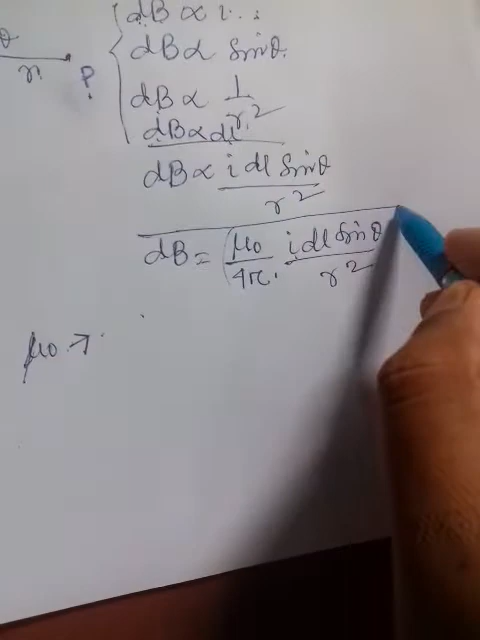 dB ∝ i..:
θ
dB ∝ sinθ.
r.
P
dB ∝ 1/r²
dB ∝ dl
dB ∝ i dl sinθ / r²
dB = μ0/4π. i dl sinθ / r²
μ0 →